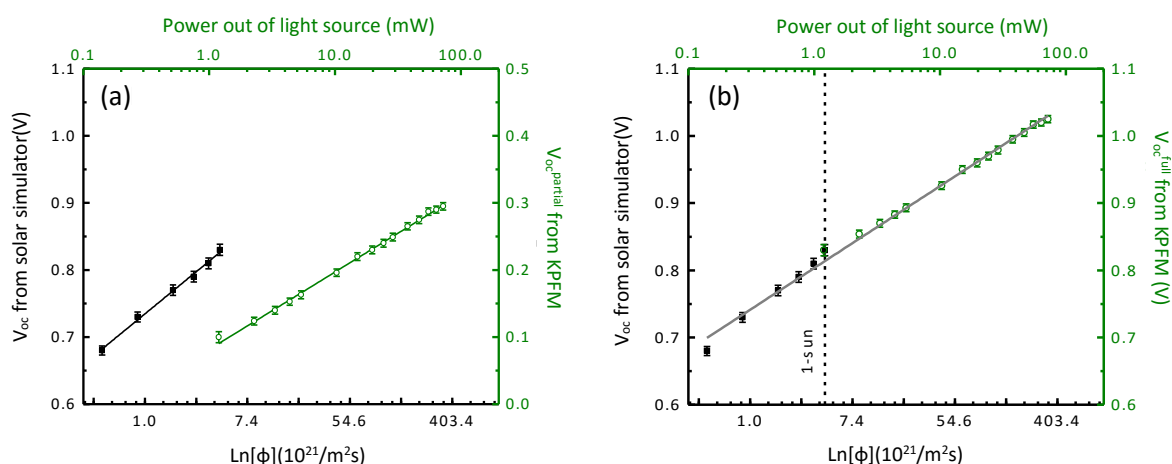 Power out of light source (mW)
0.1 1.0 10.0 100.0
(a)
V_oc from solar simulator(V)
1.1
1.0
0.9
0.8
0.7
0.6
0.5
0.4
0.3
0.2
0.1
0.0
V_oc^partial from KPFM
1.0 7.4 54.6 403.4
Ln[ɸ](10^21/m^2s)
Power out of light source (mW)
0.1 1.0 10.0 100.0
(b)
V_oc from solar simulator(V)
1.1
1.0
0.9
0.8
0.7
0.6
1-sun
1.1
1.0
0.9
0.8
0.7
0.6
V_oc^full from KPFM (V)
1.0 7.4 54.6 403.4
Ln[ɸ](10^21/m^2s)